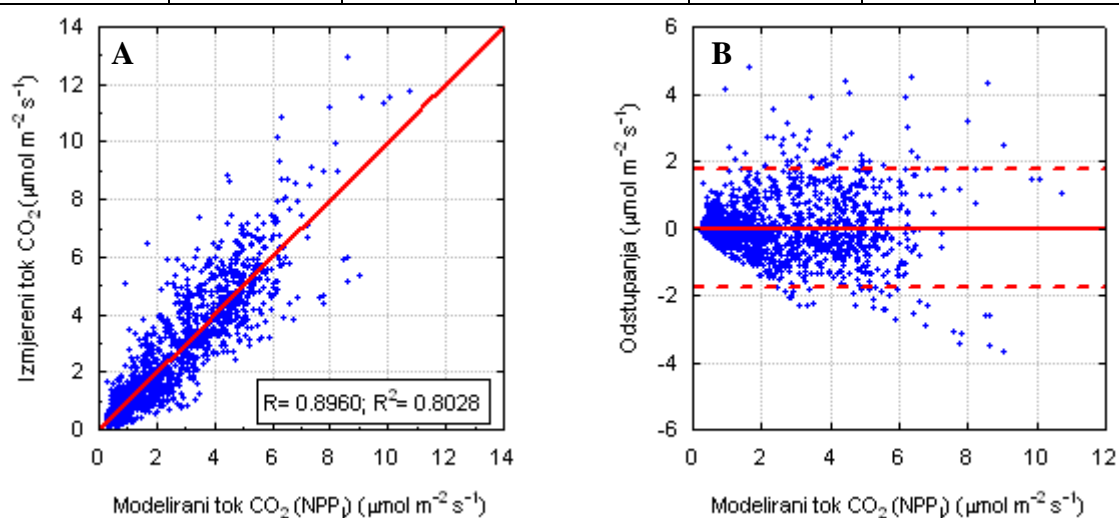 A
Izmjereni tok CO2 (µmol m-2 s-1)
14
12
10
8
6
4
2
0
R= 0.8960; R2= 0.8028
0 2 4 6 8 10 12 14
Modelirani tok CO2 (NPPi) (µmol m-2 s-1)
B
Odstupanja (µmol m-2 s-1)
6
4
2
0
-2
-4
-6
0 2 4 6 8 10 12
Modelirani tok CO2 (NPPi) (µmol m-2 s-1)